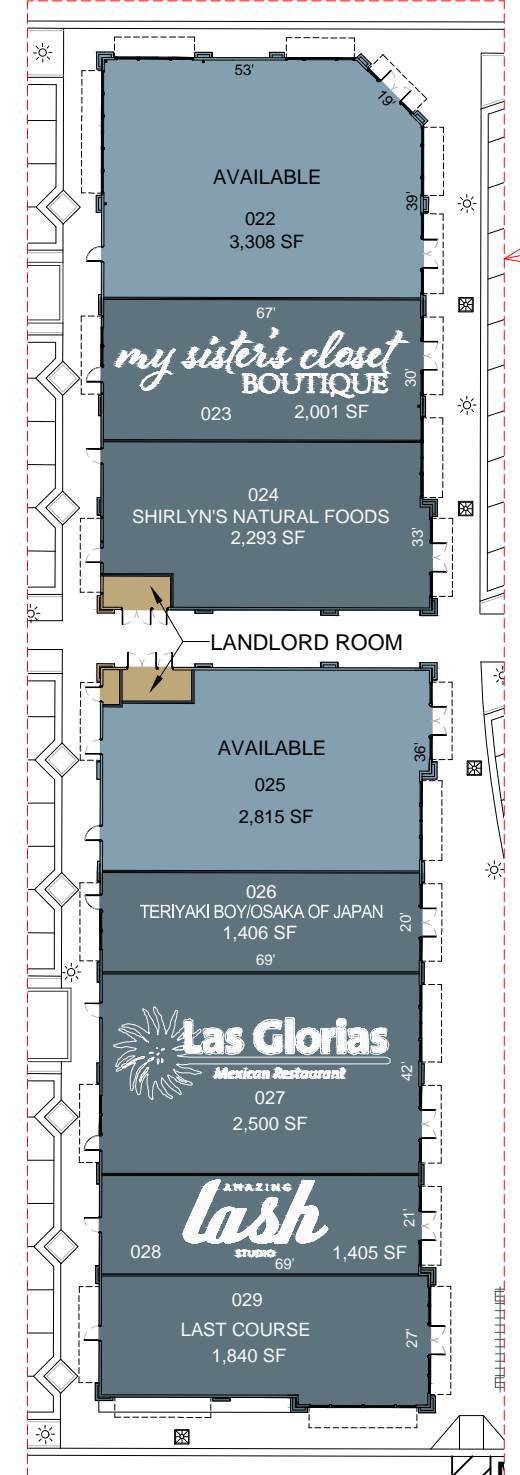 53'
19'
AVAILABLE
39'
022
3,308 SF
67'
my sister's closet
BOUTIQUE
30'
023 2,001 SF
024
SHIRLYN'S NATURAL FOODS
2,293 SF
33'
LANDLORD ROOM
AVAILABLE
36'
025
2,815 SF
026
TERIYAKI BOY/OSAKA OF JAPAN
1,406 SF
20'
69'
Las Glorias
Mexican Restaurant
42'
027
2,500 SF
AMAZING
lash
STUDIO
21'
028 69' 1,405 SF
029
LAST COURSE
1,840 SF
27'